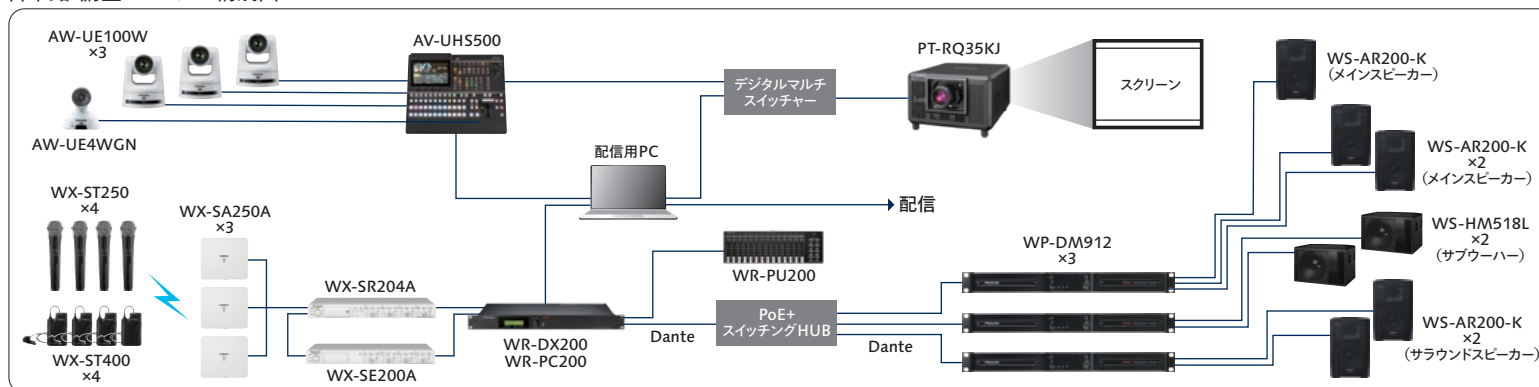 AW-UE100W
×3
AV-UHS500
AW-UE4WGN
デジタルマルチ
スイッチャー
PT-RQ35KJ
スクリーン
WS-AR200-K
（メインスピーカー）
WS-AR200-K
×2
（メインスピーカー）
配信用PC
配信
WX-ST250
×4
WX-SA250A
×3
WX-ST400
×4
WX-SR204A
WX-SE200A
WR-DX200
WR-PC200
WR-PU200
Dante
PoE+
スイッチングHUB
Dante
WP-DM912
×3
WS-HM518L
×2
（サブウーハー）
WS-AR200-K
×2
（サラウンドスピーカー）